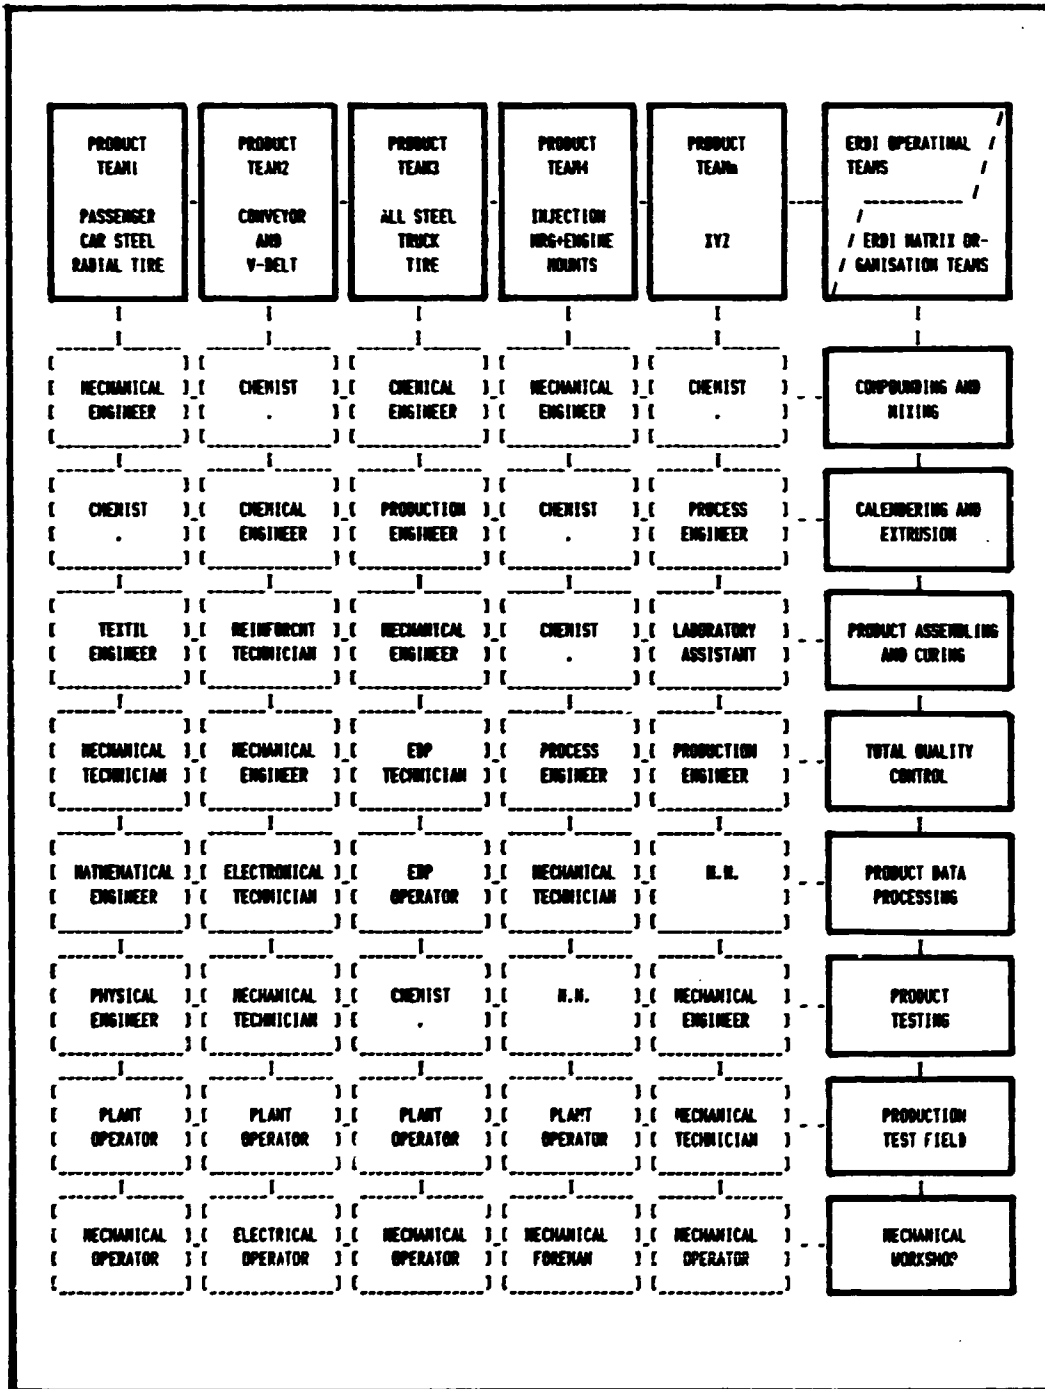 PRODUCT
TEAM1
PASSENGER
CAR STEEL
RADIAL TIRE
PRODUCT
TEAM2
CONVEYOR
AND
V-BELT
PRODUCT
TEAM3
ALL STEEL
TRUCK
TIRE
PRODUCT
TEAM4
INJECTION
MRG+ENGINE
MOUNTS
PRODUCT
TEAMn
XYZ
ERDI OPERATINAL
TEAMS
ERDI MATRIX OR-
GANISATION TEAMS
MECHANICAL
ENGINEER
CHEMIST
.
CHEMICAL
ENGINEER
MECHANICAL
ENGINEER
CHEMIST
.
COMPOUNDING AND
MIXING
CHEMIST
.
CHEMICAL
ENGINEER
PRODUCTION
ENGINEER
CHEMIST
.
PROCESS
ENGINEER
CALENDERING AND
EXTRUSION
TEXTIL
ENGINEER
REINFORCNT
TECHNICIAN
MECHANICAL
ENGINEER
CHEMIST
.
LABORATORY
ASSISTANT
PRODUCT ASSEMBLING
AND CURING
MECHANICAL
TECHNICIAN
MECHANICAL
ENGINEER
EDP
TECHNICIAN
PROCESS
ENGINEER
PRODUCTION
ENGINEER
TOTAL QUALITY
CONTROL
MATHEMATICAL
ENGINEER
ELECTRONICAL
TECHNICIAN
EDP
OPERATOR
MECHANICAL
TECHNICIAN
N.N.
PRODUCT DATA
PROCESSING
PHYSICAL
ENGINEER
MECHANICAL
TECHNICIAN
CHEMIST
.
N.N.
MECHANICAL
ENGINEER
PRODUCT
TESTING
PLANT
OPERATOR
PLANT
OPERATOR
PLANT
OPERATOR
PLANT
OPERATOR
MECHANICAL
TECHNICIAN
PRODUCTION
TEST FIELD
MECHANICAL
OPERATOR
ELECTRICAL
OPERATOR
MECHANICAL
OPERATOR
MECHANICAL
FOREMAN
MECHANICAL
OPERATOR
MECHANICAL
WORKSHOP